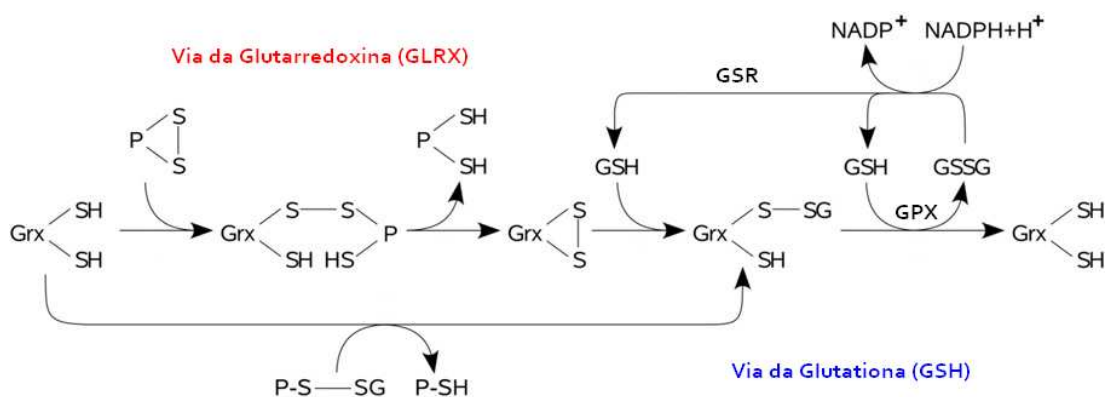 NADP+ NADPH+H+
Via da Glutarredoxina (GLRX)
GSR
S SH
P P
S SH GSH GSH GSSG
SH S S S S SG GPX SH
Grx Grx P Grx Grx Grx
SH SH HS S SH SH
P-S SG P-SH
Via da Glutationa (GSH)